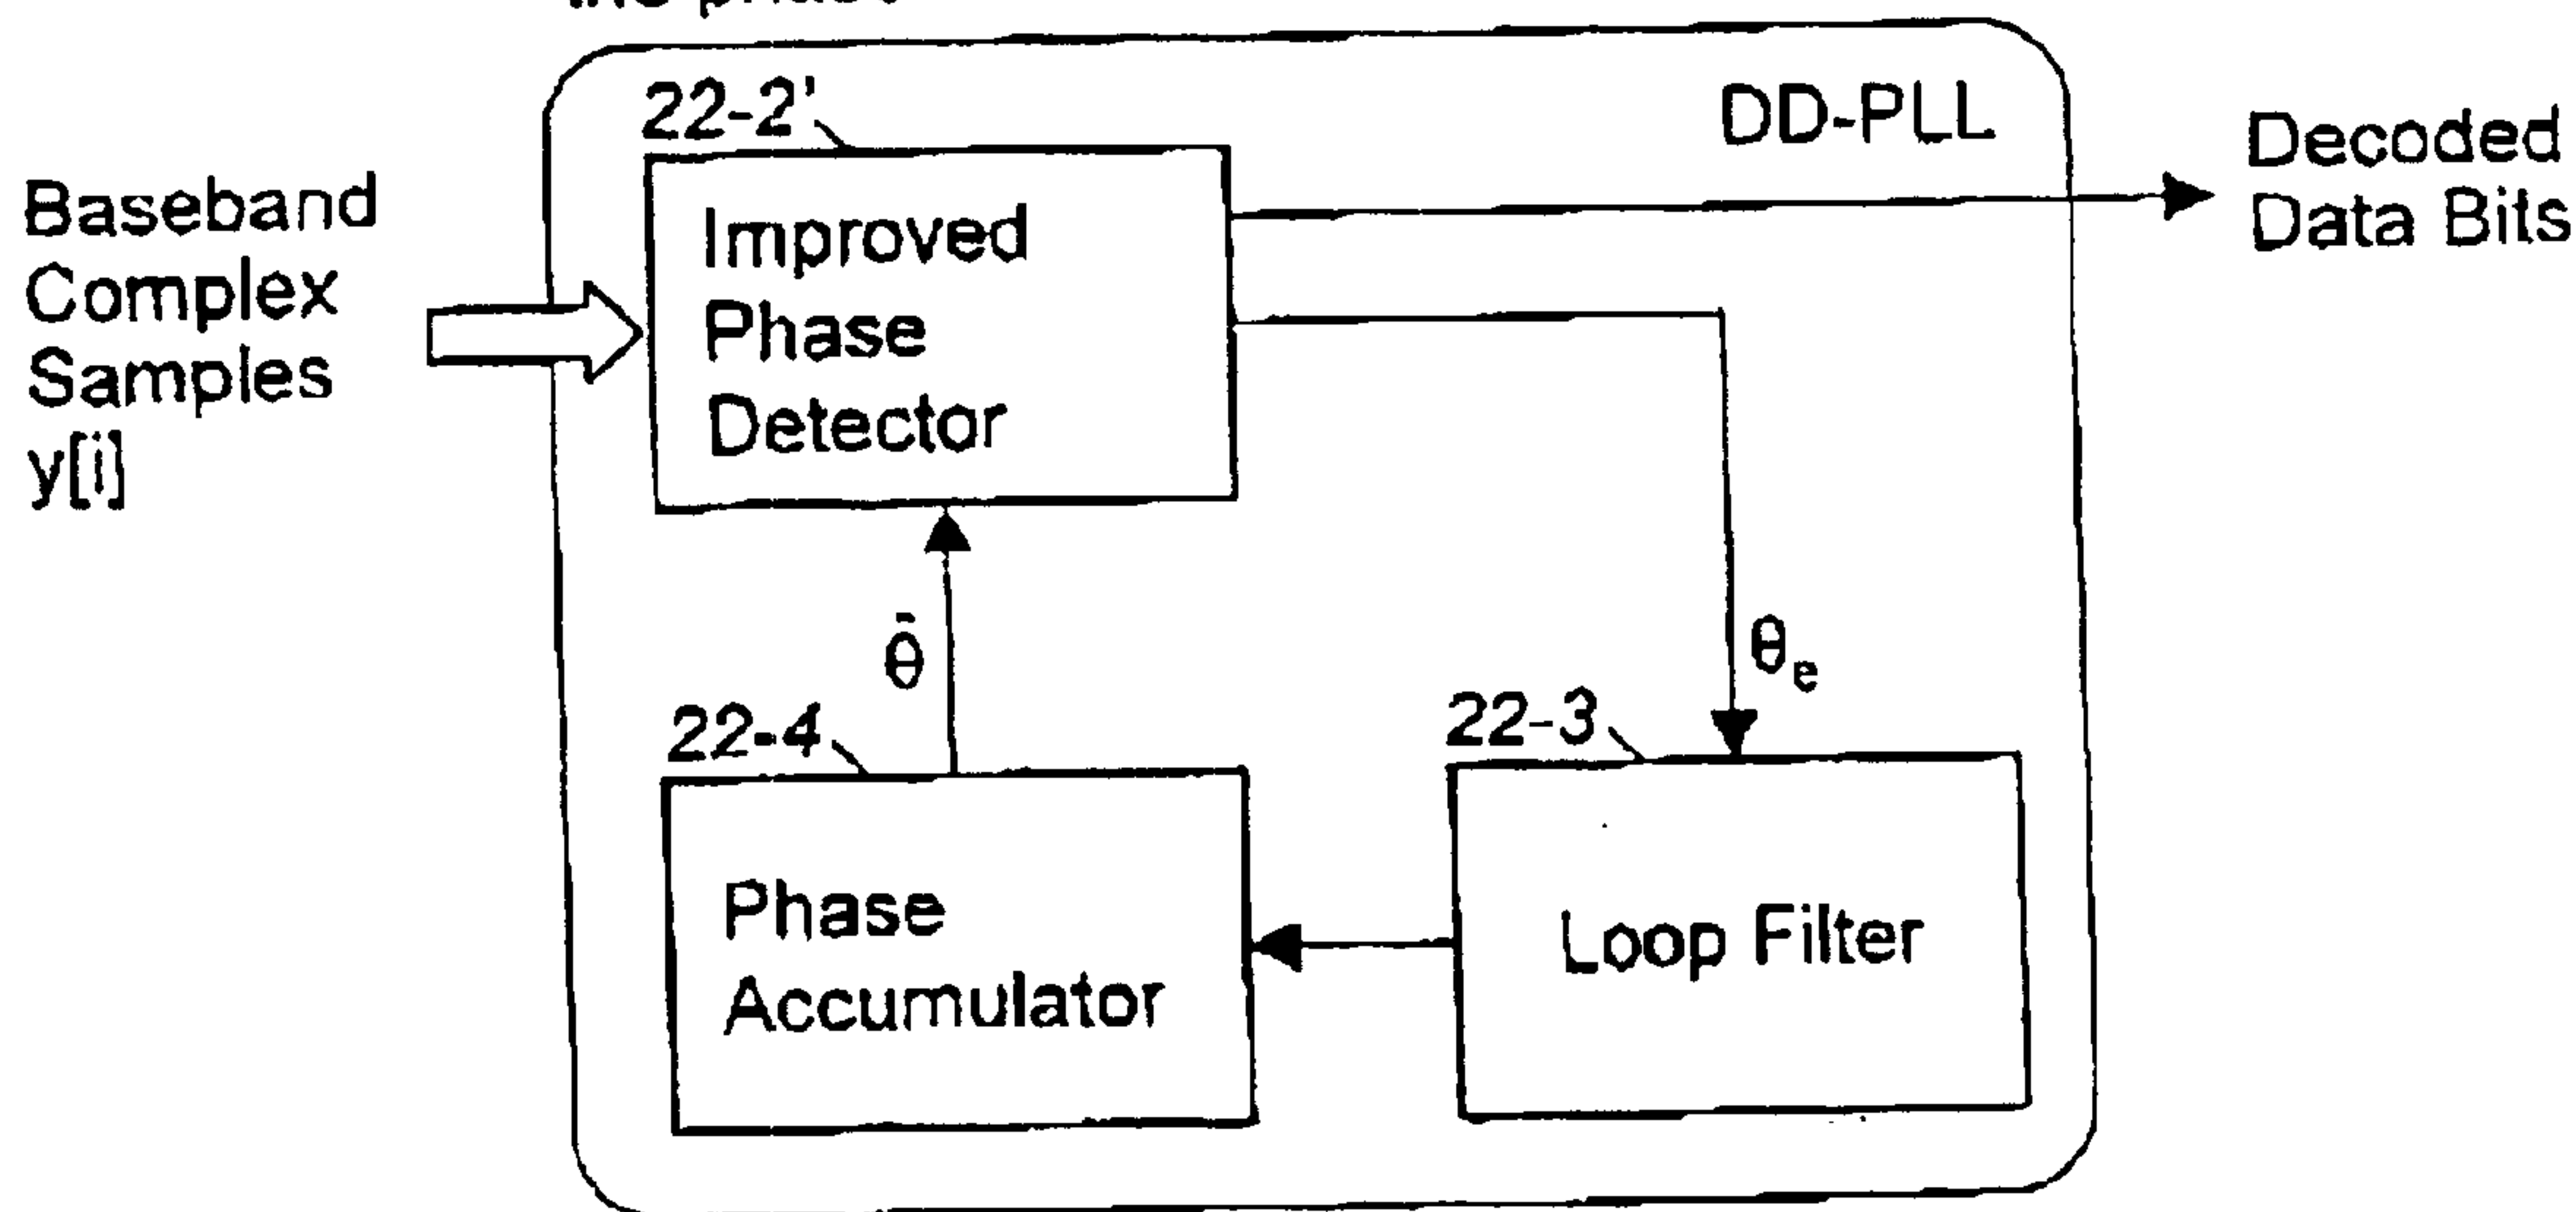 22-2'
DD-PLL
Baseband
Complex
Samples
y[i]
Improved
Phase
Detector
Decoded
Data Bits
θ̄
θe
22-4
22-3
Phase
Accumulator
Loop Filter